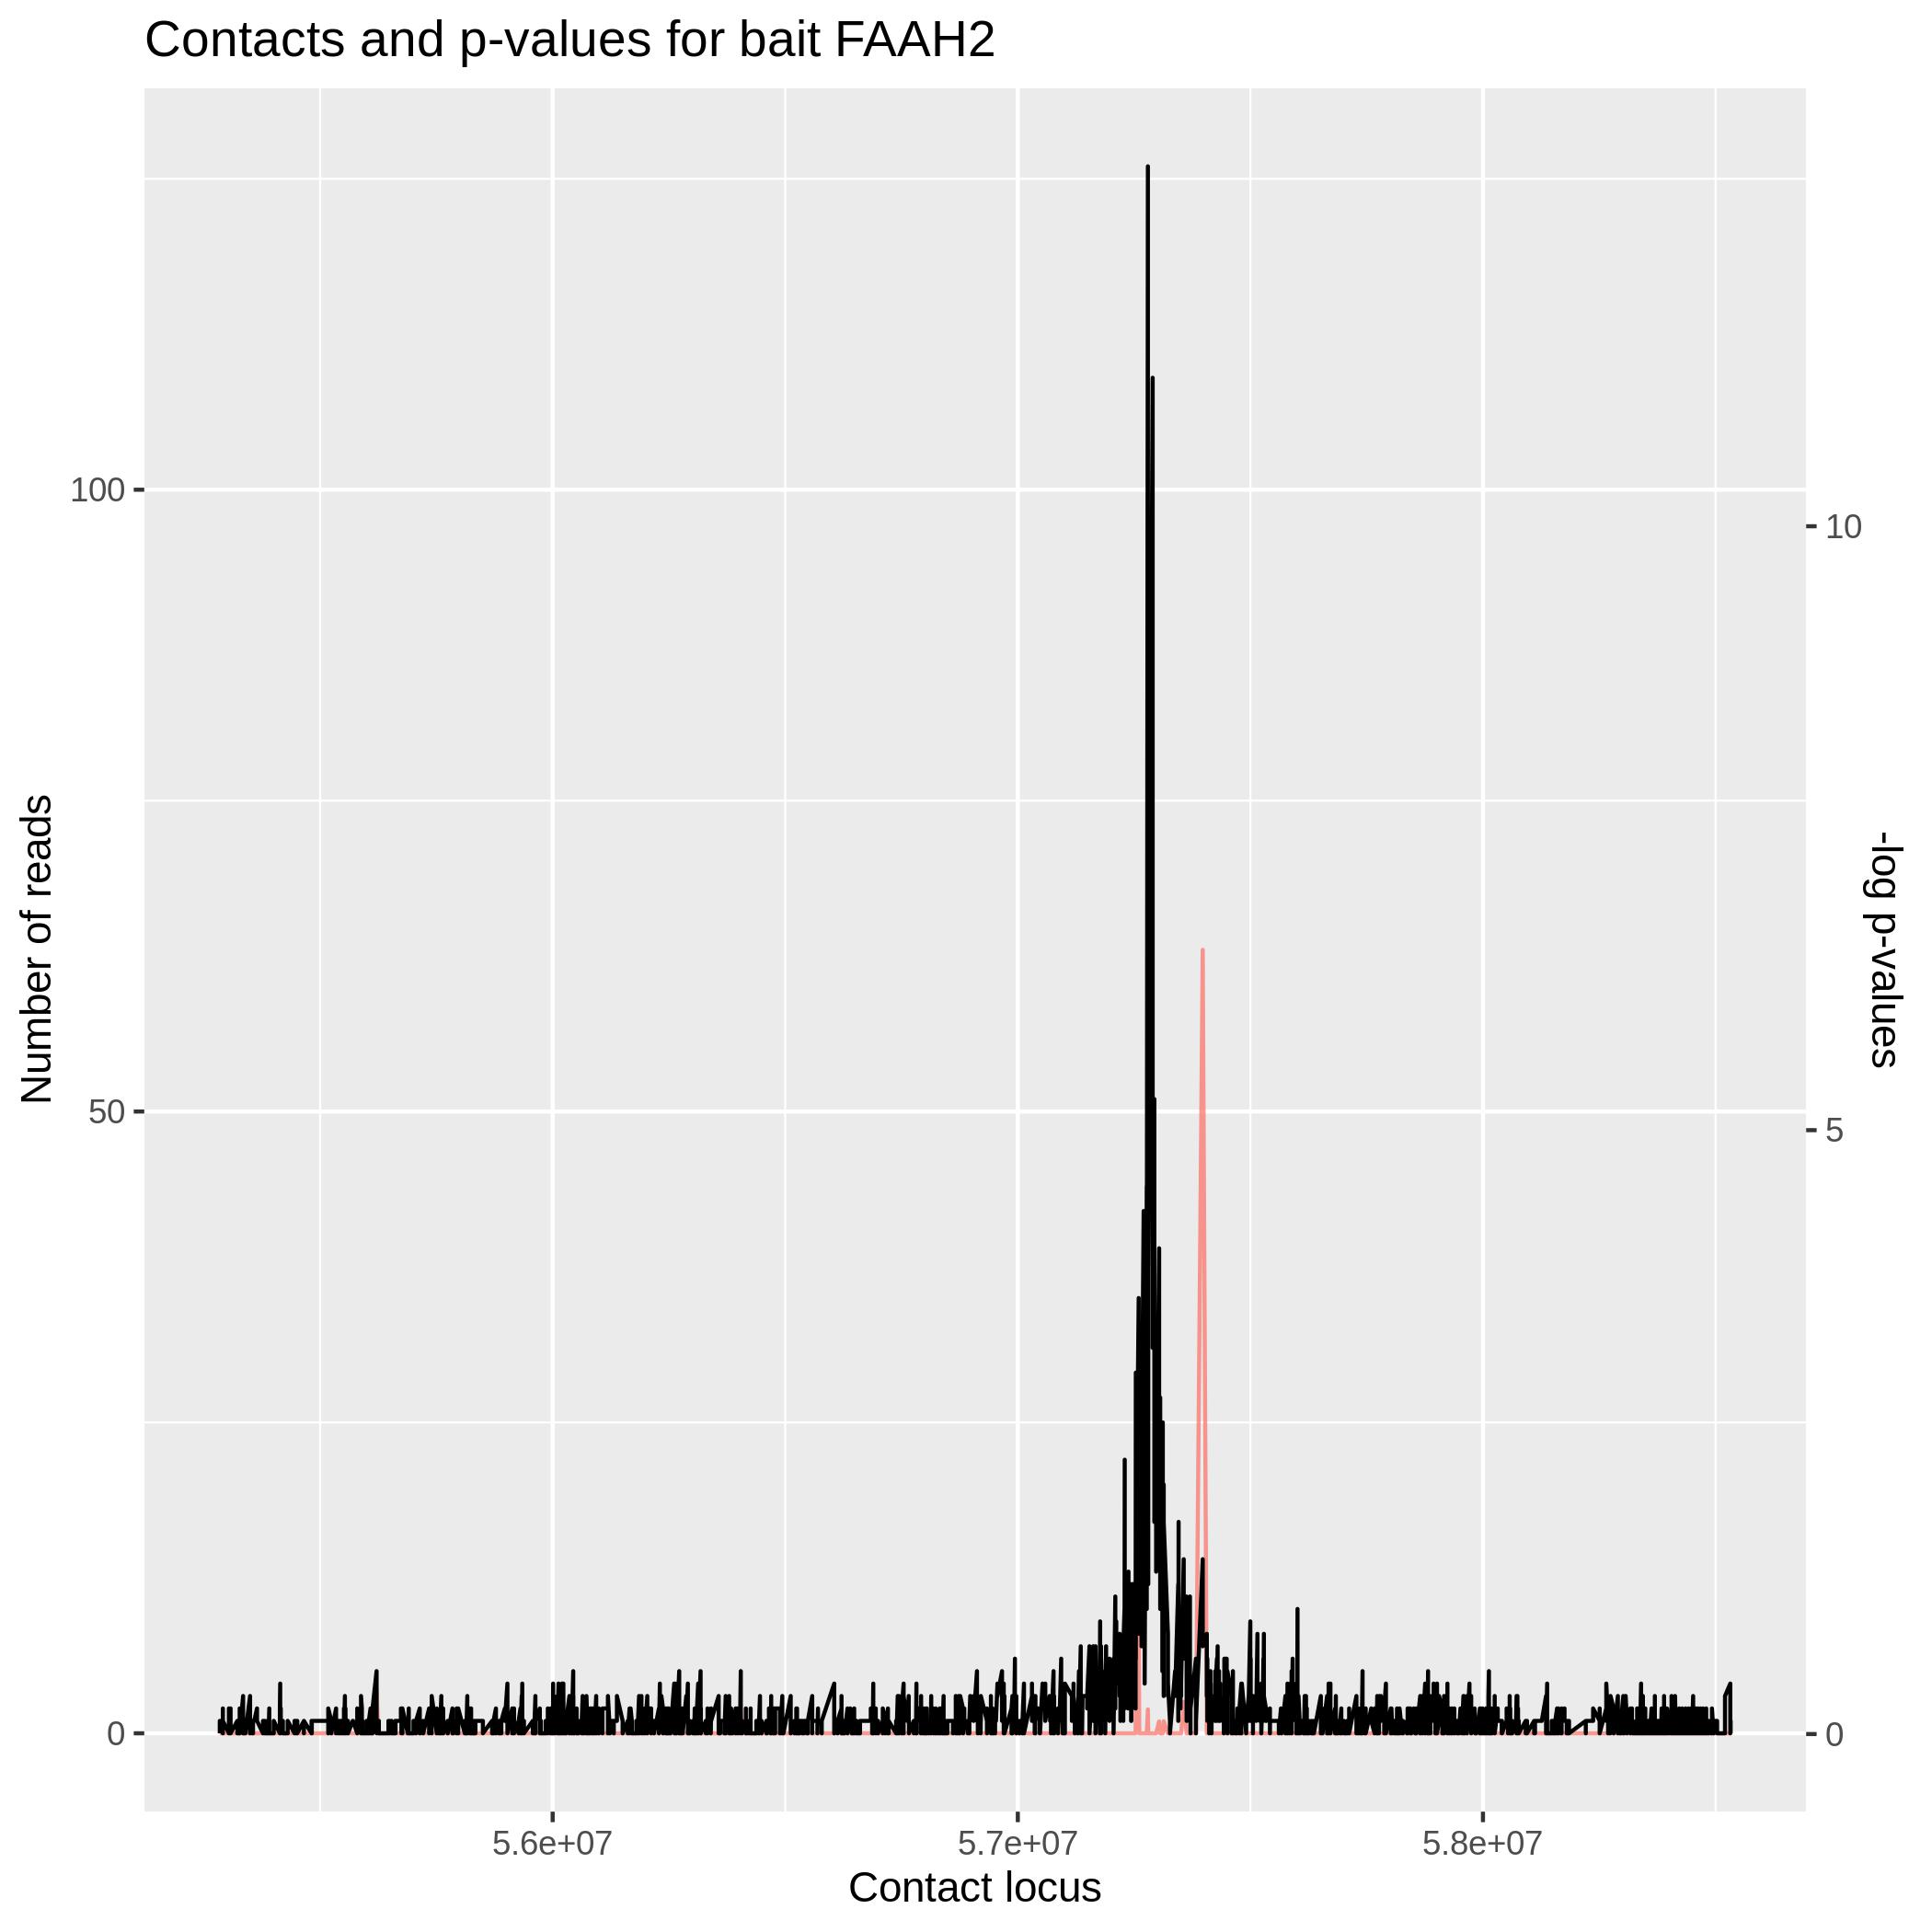 Contacts and p-values for bait FAAH2
Number of reads
100
50
0
10
5
0
-log p-values
5.6e+07
5.7e+07
5.8e+07
Contact locus